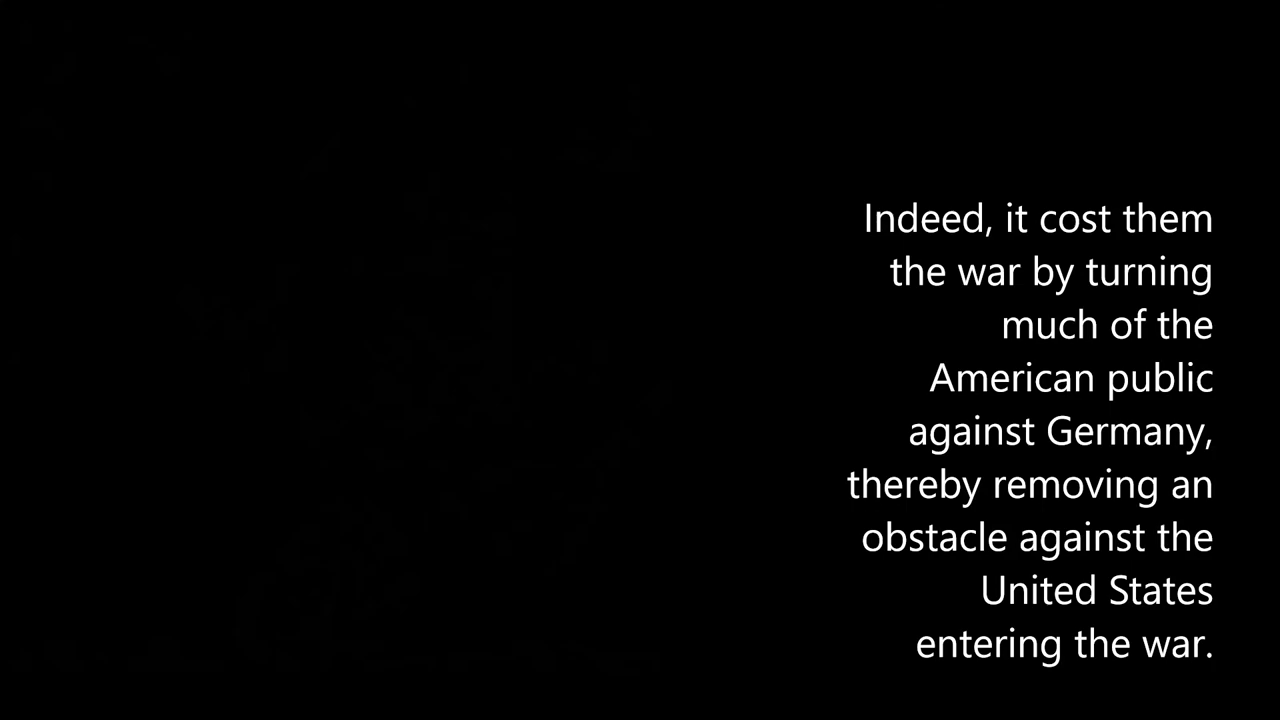 Indeed, it cost them
the war by turning
much of the
American public
against Germany,
thereby removing an
obstacle against the
United States
entering the war.